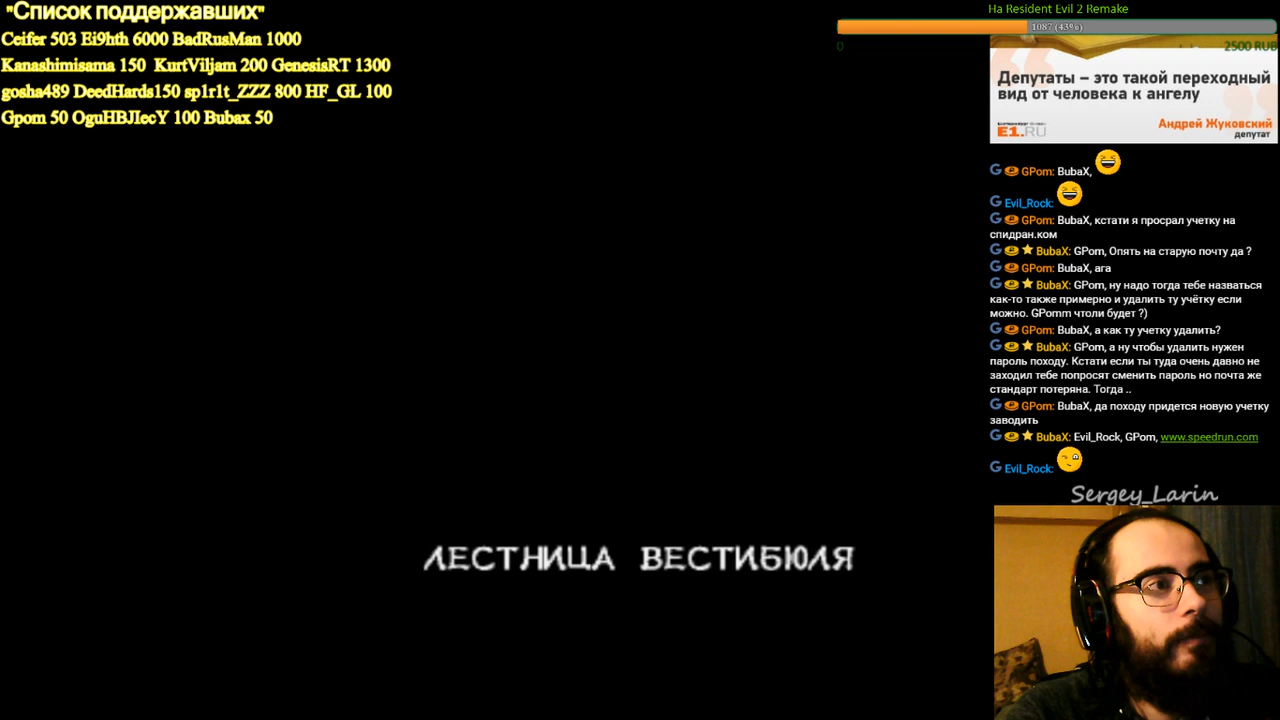 "Список поддержавших"
Ceifer 503 Ei9hth 6000 BadRusMan 1000
Kanashimisama 150 KurtViljam 200 GenesisRT 1300
gosha489 DeedHards150 sp1r1t_ZZZ 800 HF_GL 100
Gpom 50 OguHBJIecY 100 Bubax 50
На Resident Evil 2 Remake
1087 (43%)
0
2500 RUB
Депутаты – это такой переходный
вид от человека к ангелу
E1.RU
Андрей Жуковский
депутат
GPom: BubaX,
Evil_Rock:
GPom: BubaX, кстати я просрал учетку на
спидран.ком
BubaX: GPom, Опять на старую почту да ?
GPom: BubaX, ага
BubaX: GPom, ну надо тогда тебе назваться
как-то также примерно и удалить ту учётку если
можно. GPomm чтоли будет ?)
GPom: BubaX, а как ту учетку удалить?
BubaX: GPom, а ну чтобы удалить нужен
пароль походу. Кстати если ты туда очень давно не
заходил тебе попросят сменить пароль но почта же
стандарт потеряна. Тогда ..
GPom: BubaX, да походу придется новую учетку
заводить
BubaX: Evil_Rock, GPom, www.speedrun.com
Evil_Rock:
Sergey_Larin
ЛЕСТНИЦА ВЕСТИБЮЛЯ